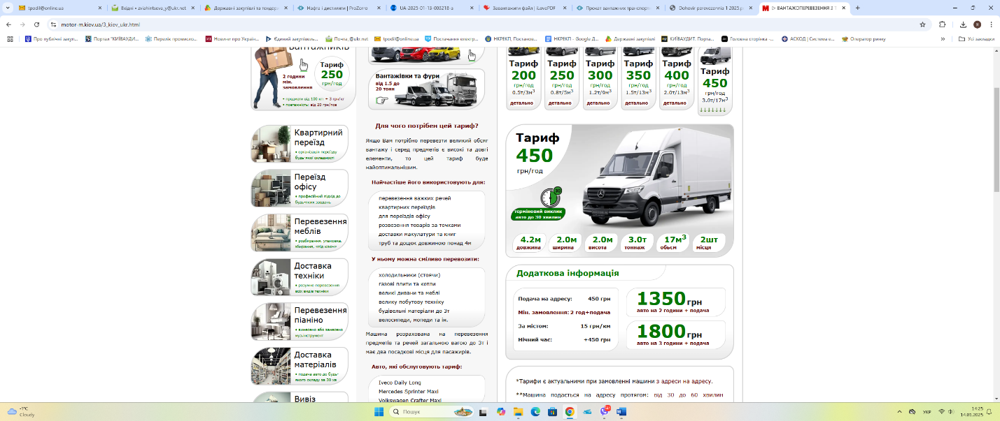 tpodil@online.ua
Вхідні • zviahintseva_y@ukr.net
Державні закупівлі та тендери
Нафта і дистиляти | ProZorro
UA-2025-01-13-003218-a
Завантажити файл | iLovePDF
Прокат вантажних транспортн
Dohovir perevezennia 1 2025.p
ВАНТАЖОПЕРЕВЕЗЕННЯ 3.
motor-m.kiev.ua/3_kiev_ukr.html
Про публічні закуп...
Портал "КИЇВАУДИ...
Перелік промисло...
Новини про Україн...
Єдиний закупівель...
Почта_@ukr.net
tpodil@online.ua
Постачання електр...
НКРЕКП, Постанов...
НКРЕКП - Google Д...
Державні закупівлі
КИЇВАУДИТ. Порта...
Головна сторінка -...
АСКОД | Система е...
Оператор ринку
»
Усі закладки
Вантажників
Тариф
250
грн/год
2 години
мін.
замовлення
• предмети від 100 кг: + 3 грн/кг
• поверхність: від 20 грн/пов
Квартирний
переїзд
• організація переїзду
будь-якої складності
Переїзд
офісу
• професійний підхід до
будь-яких завдань
Перевезення
меблів
• розбирання, упаковка,
збирання, «під ключ»
Доставка
техніки
• розумне перевезення
всіх видів техніки
Перевезення
піаніно
• винесемо або занесемо
муз-інструмент
Доставка
матеріалів
• подача авто до будь-
якого складу за 30 хв
Вивіз
Вантажівки та фури
від 1.5 до
20 тонн
Для чого потрібен цей тариф?
Якщо Вам потрібно перевезти великий обсяг
вантажу і серед предметів є високі та довгі
елементи, то цей тариф буде
найоптимальнішим.
Найчастіше його використовують для:
перевезення важких речей
квартирних переїздів
для переїздів офісу
розвезення товарів за точками
доставки макулатури та книг
труб та дощок довжиною понад 4м
У ньому можна сміливо перевозити:
холодильники (стоячи)
газові плити та котли
великі дивани та меблі
велику побутову техніку
будівельні матеріали до 3т
велосипеди, мопеди та ін.
Машина розрахована на перевезення
предметів та речей загальною вагою до 3т і
має два посадкові місця для пасажирів.
Авто, які обслуговують тариф:
Iveco Daily Long
Mercedes Sprinter Maxi
Volkswagen Crafter Maxi
Тариф
200
грн/год
0.5т/3м³
детально
Тариф
250
грн/год
0.8т/5м³
детально
Тариф
300
грн/год
1.2т/9м³
детально
Тариф
350
грн/год
1.5т/13м³
детально
Тариф
400
грн/год
2.0т/13м³
детально
Тариф
450
грн/год
3.0т/17м³
↓↓↓↓↓↓↓
Тариф
450
грн/год
30
терміновий виклик
авто до 30 хвилин
4.2м
довжина
2.0м
ширина
2.0м
висота
3.0т
тоннаж
17м³
обьєм
2шт
місця
Додаткова інформація
Подача на адресу: 450 грн
Мін. замовлення: 2 год+подача
За містом: 15 грн/км
Нічний час: +450 грн
1350 грн
авто на 2 години + подача
1800 грн
авто на 3 години + подача
*Тарифи є актуальними при замовленні машини з адреси на адресу.
**Машина подається на адресу протягом: від 30 до 60 хвилин
-1°C
Cloudy
Пошук
УКР
14:25
14.01.2025